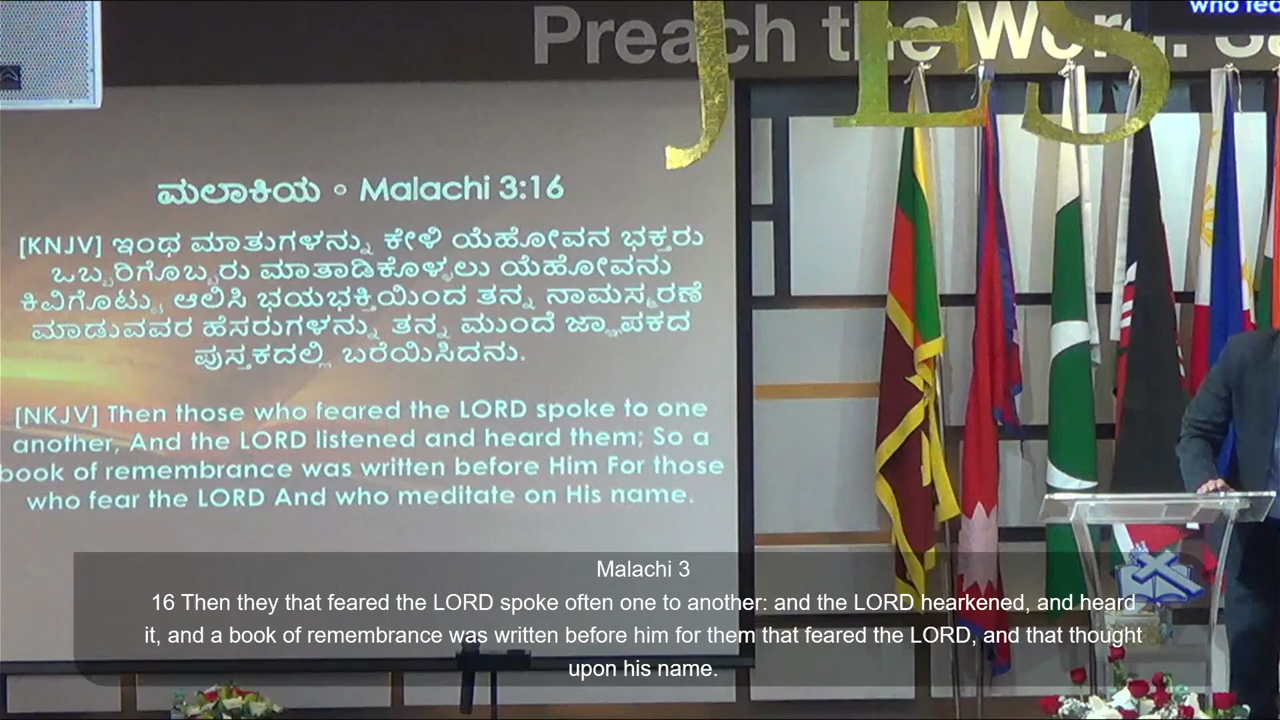 who fea
Preach the Word. S
JES
ಮಲಾಕಿಯ ० Malachi 3:16
[KNJV] ಇಂಥ ಮಾತುಗಳನ್ನು ಕೇಳಿ ಯೆಹೋವನ ಭಕ್ತರು
ಒಬ್ಬರಿಗೊಬ್ಬರು ಮಾತಾಡಿಕೊಳ್ಳಲು ಯೆಹೋವನು
ಕಿವಿಗೊಟ್ಟು ಆಲಿಸಿ ಭಯಭಕ್ತಿಯಿಂದ ತನ್ನ ನಾಮಸ್ಮರಣೆ
ಮಾಡುವವರ ಹೆಸರುಗಳನ್ನು ತನ್ನ ಮುಂದೆ ಜ್ಞಾಪಕದ
ಪುಸ್ತಕದಲ್ಲಿ ಬರೆಯಿಸಿದನು.
[NKJV] Then those who feared the LORD spoke to one
another, And the LORD listened and heard them; So a
book of remembrance was written before Him For those
who fear the LORD And who meditate on His name.
Malachi 3
16 Then they that feared the LORD spoke often one to another: and the LORD hearkened, and heard
it, and a book of remembrance was written before him for them that feared the LORD, and that thought
upon his name.